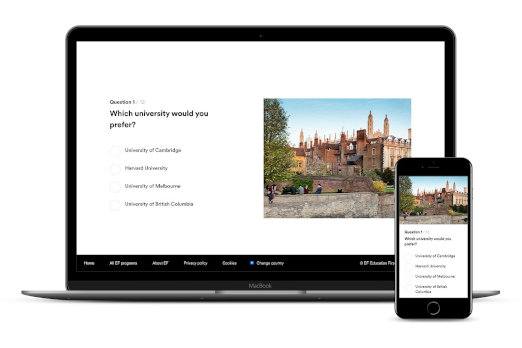 Question 1 / 12
Which university would you
prefer?
University of Cambridge
Harvard University
University of Melbourne
University of British Columbia
Home
All EF programs
About EF
Privacy policy
Cookies
Change country
© EF Education Firs
MacBook
Question 1 / 12
Which university would you
prefer?
University of Cambridge
Harvard University
University of Melbourne
University of British
Columbia